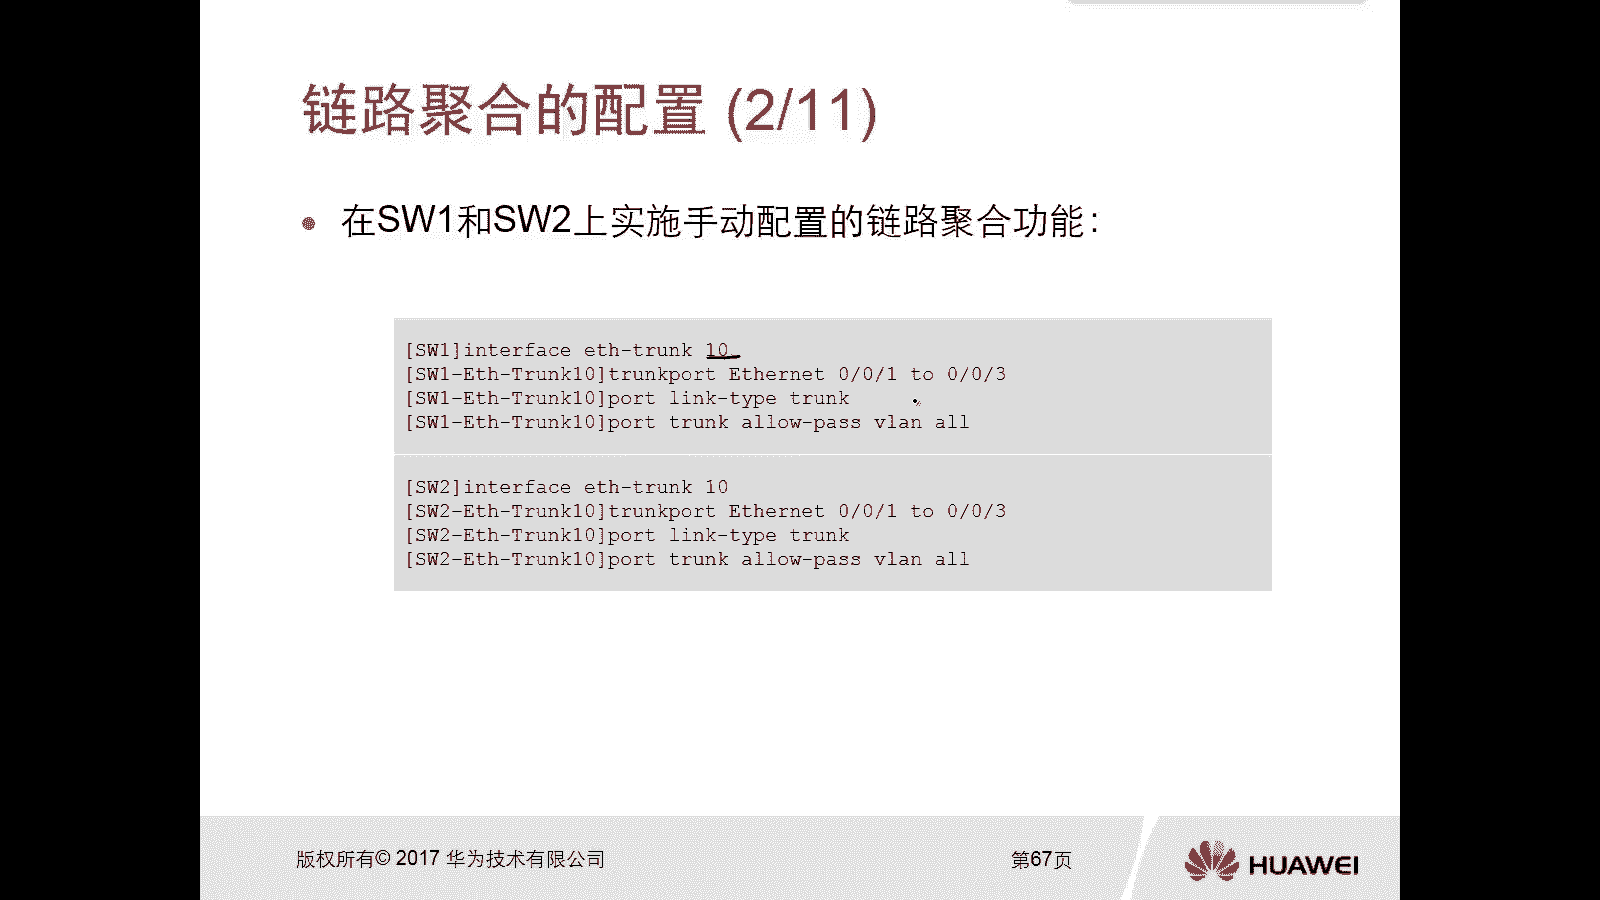 链路聚合的配置 (2/11)
在SW1和SW2上实施手动配置的链路聚合功能：
[SW1]interface eth-trunk 10
[SW1-Eth-Trunk10]trunkport Ethernet 0/0/1 to 0/0/3
[SW1-Eth-Trunk10]port link-type trunk
[SW1-Eth-Trunk10]port trunk allow-pass vlan all
[SW2]interface eth-trunk 10
[SW2-Eth-Trunk10]trunkport Ethernet 0/0/1 to 0/0/3
[SW2-Eth-Trunk10]port link-type trunk
[SW2-Eth-Trunk10]port trunk allow-pass vlan all
版权所有© 2017 华为技术有限公司
第67页
HUAWEI